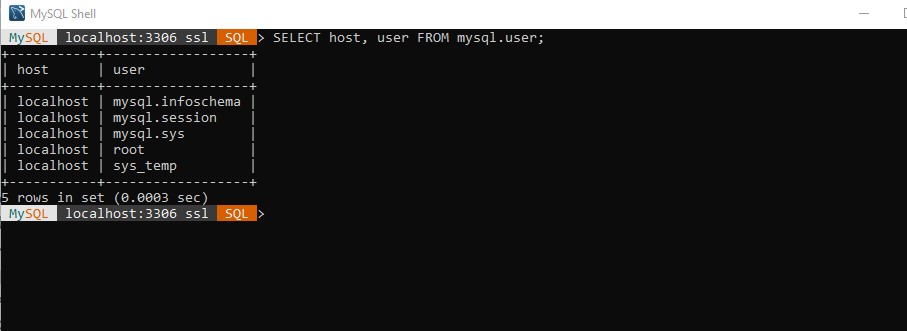 MySQL Shell
MySQL localhost:3306 ssl SQL > SELECT host, user FROM mysql.user;
+-----------+------------------+
| host      | user             |
+-----------+------------------+
| localhost | mysql.infoschema |
| localhost | mysql.session    |
| localhost | mysql.sys        |
| localhost | root             |
| localhost | sys_temp         |
+-----------+------------------+
5 rows in set (0.0003 sec)
MySQL localhost:3306 ssl SQL >